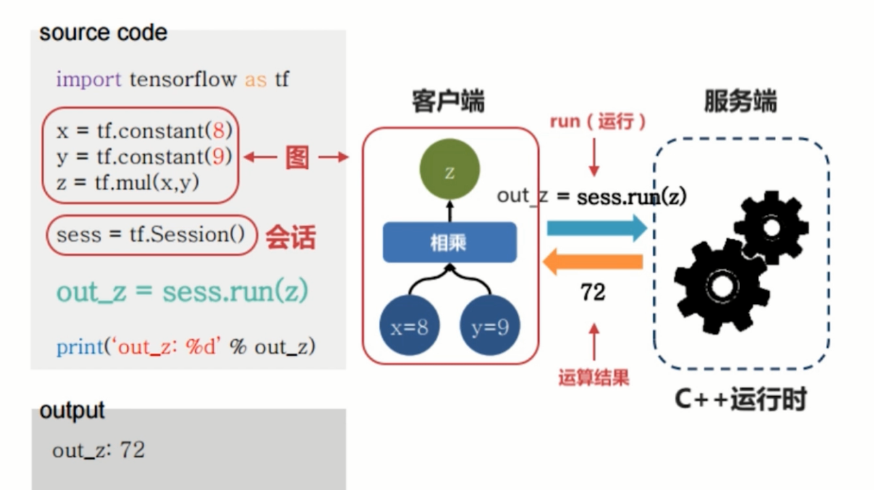 source code
import tensorflow as tf
x = tf.constant(8)
y = tf.constant(9)
z = tf.mul(x,y)
图
sess = tf.Session()
会话
out_z = sess.run(z)
print(‘out_z: %d’ % out_z)
output
out_z: 72
客户端
z
相乘
x=8
y=9
run（运行）
out_z = sess.run(z)
72
运算结果
服务端
C++运行时